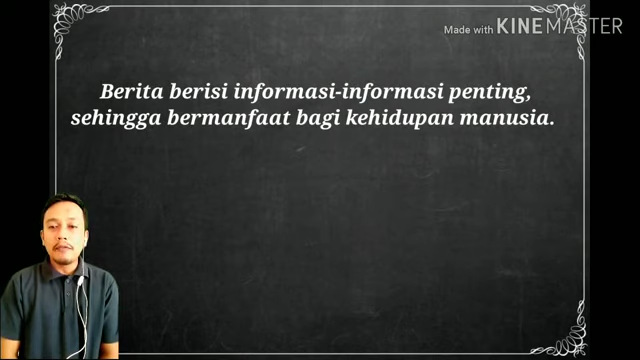 Made with KINEMASTER
Berita berisi informasi-informasi penting,
sehingga bermanfaat bagi kehidupan manusia.